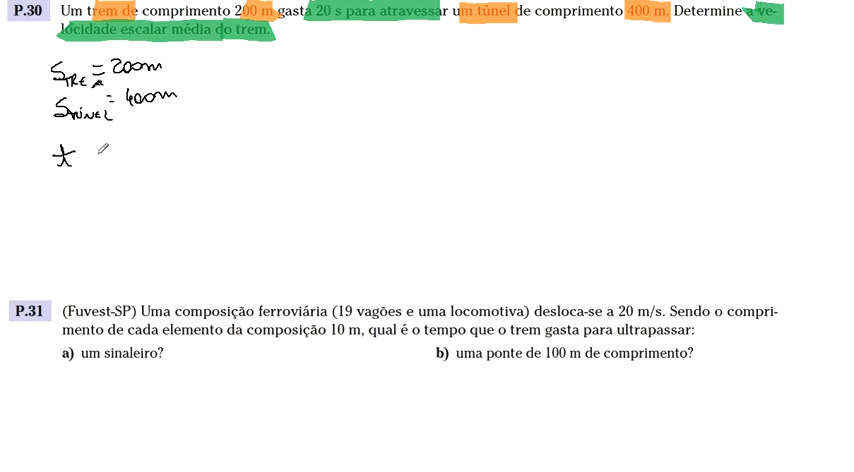 P.30 Um trem de comprimento 200 m gasta 20 s para atravessar um túnel de comprimento 400 m. Determine a ve-
locidade escalar média do trem.
STREM = 200m
STÚNEL = 400m
t
P.31 (Fuvest-SP) Uma composição ferroviária (19 vagões e uma locomotiva) desloca-se a 20 m/s. Sendo o compri-
mento de cada elemento da composição 10 m, qual é o tempo que o trem gasta para ultrapassar:
a) um sinaleiro? b) uma ponte de 100 m de comprimento?